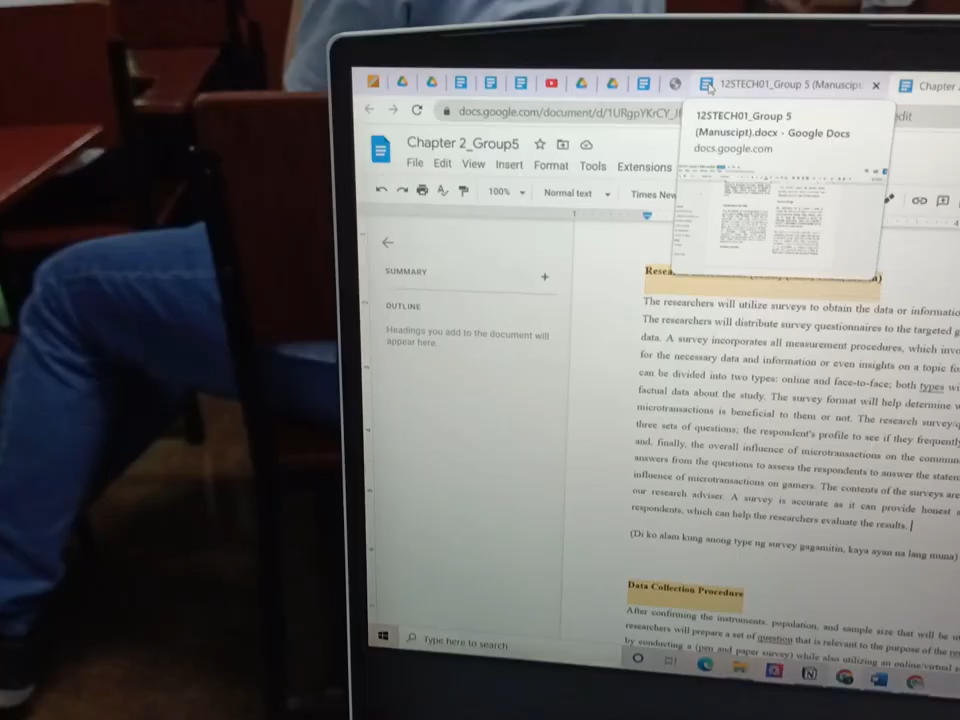 12STECH01_Group 5 (Manuscipt).
Chapter
docs.google.com/document/d/1URgpYKrCY_
edit
12STECH01_Group 5
(Manuscipt).docx - Google Docs
docs.google.com
Chapter 2_Group5
File Edit View Insert Format Tools Extensions
100% Normal text Times New
1
SUMMARY
OUTLINE
Headings you add to the document will
appear here.
The researchers will utilize surveys to obtain the data or
The researchers will distribute survey questionnaires to the targeted
data. A survey incorporates all measurement procedures, which
for the necessary data and information or even insights on a topic
can be divided into two types: online and face-to-face; both types
factual data about the study. The survey format will help determine
microtransactions is beneficial to them or not. The research survey
three sets of questions; the respondent's profile to see if they
and, finally, the overall influence of microtransactions on the
answers from the questions to assess the respondents to answer the
influence of microtransactions on gamers. The contents of the surveys are
our research adviser. A survey is accurate as it can provide honest
respondents, which can help the researchers evaluate the results.
(Di ko alam kung anong type ng survey gagamitin, kaya ayan na lang muna)
Data Collection Procedure
After confirming the instruments, population, and sample size that will be
researchers will prepare a set of question that is relevant to the purpose of the
by conducting a (pen and paper survey) while also utilizing an online/virtual
Type here to search